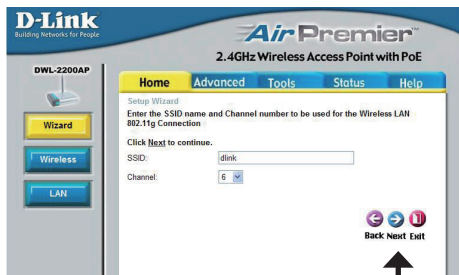 D-Link
Building Networks for People
Air Premier™
2.4GHz Wireless Access Point with PoE
DWL-2200AP
Home Advanced Tools Status Help
Wizard
Wireless
LAN
Setup Wizard
Enter the SSID name and Channel number to be used for the Wireless LAN
802.11g Connection
Click Next to continue.
SSID: dlink
Channel: 6
Back Next Exit